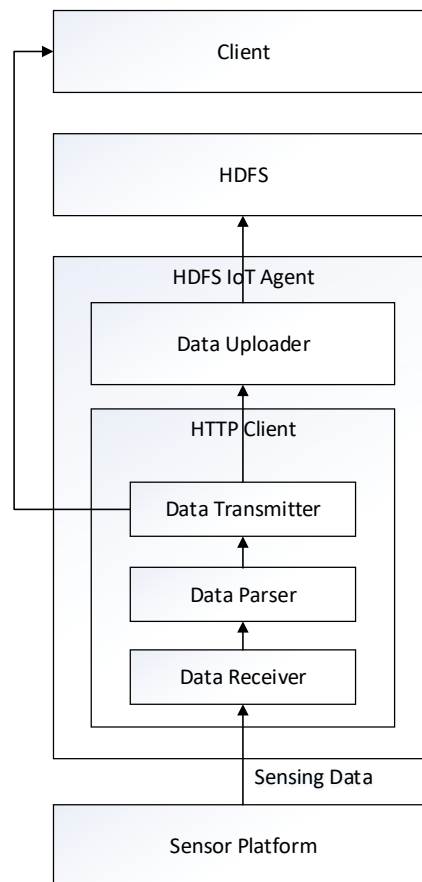 Client
HDFS
HDFS IoT Agent
Data Uploader
HTTP Client
Data Transmitter
Data Parser
Data Receiver
Sensing Data
Sensor Platform